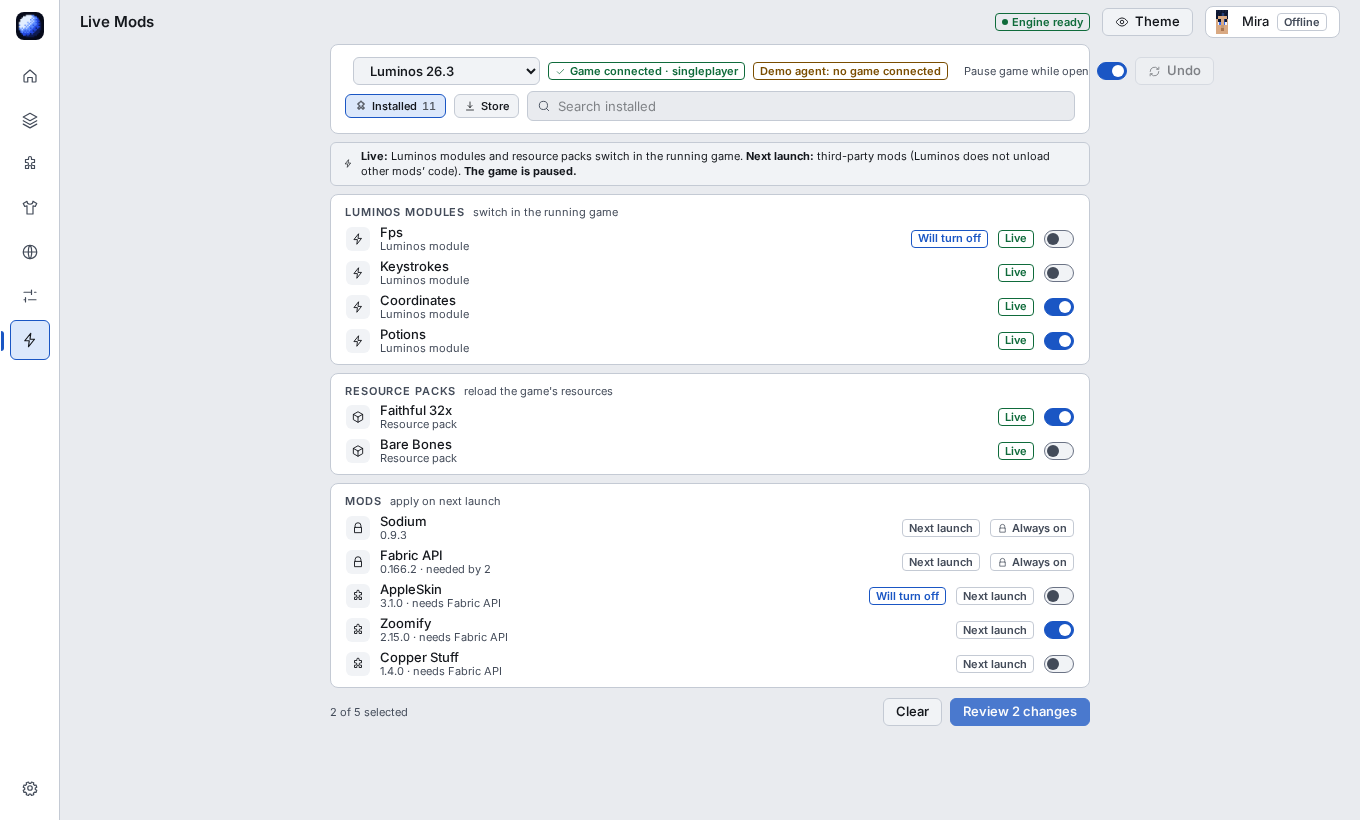 Live Mods
Engine ready
Theme
Mira
Offline
Luminos 26.3
Game connected · singleplayer
Demo agent: no game connected
Pause game while open
Undo
Installed 11
Store
Search installed
Live: Luminos modules and resource packs switch in the running game. Next launch: third-party mods (Luminos does not unload
other mods' code). The game is paused.
LUMINOS MODULES switch in the running game
Fps
Luminos module
Will turn off
Live
Keystrokes
Luminos module
Live
Coordinates
Luminos module
Live
Potions
Luminos module
Live
RESOURCE PACKS reload the game's resources
Faithful 32x
Resource pack
Live
Bare Bones
Resource pack
Live
MODS apply on next launch
Sodium
0.9.3
Next launch
Always on
Fabric API
0.166.2 · needed by 2
Next launch
Always on
AppleSkin
3.1.0 · needs Fabric API
Will turn off
Next launch
Zoomify
2.15.0 · needs Fabric API
Next launch
Copper Stuff
1.4.0 · needs Fabric API
Next launch
2 of 5 selected
Clear
Review 2 changes